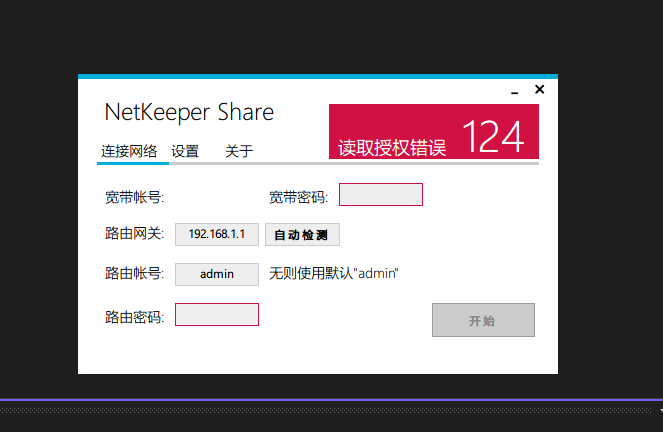 NetKeeper Share
读取授权错误 124
连接网络 设置 关于
宽带帐号: 宽带密码:
路由网关: 192.168.1.1 自动检测
路由帐号: admin 无则使用默认"admin"
路由密码: 开始